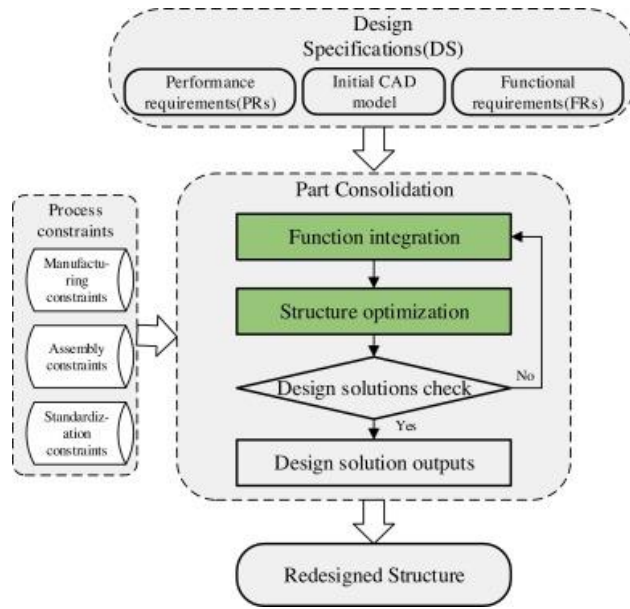 Design
Specifications(DS)
Performance
requirements(PRs)
Initial CAD
model
Functional
requirements(FRs)
Process
constraints
Manufactu-
ring
constraints
Assembly
constraints
Standardiz-
ation
constraints
Part Consolidation
Function integration
Structure optimization
Design solutions check
No
Yes
Design solution outputs
Redesigned Structure